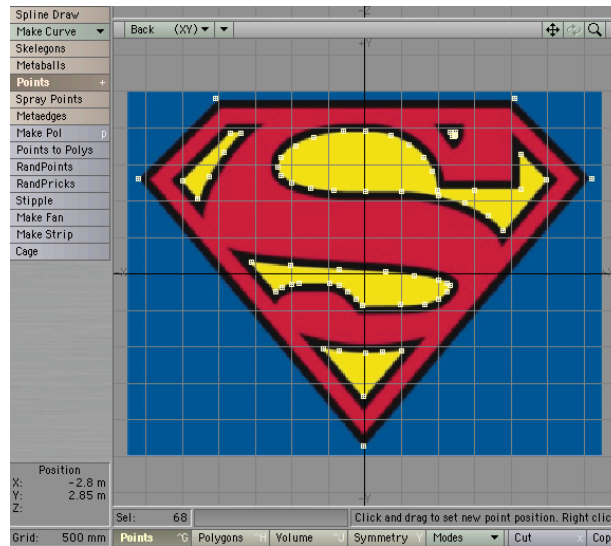 Spline Draw
Make Curve
Skelegons
Metaballs
Points +
Spray Points
Metaedges
Make Pol p
Points to Polys
RandPoints
RandPricks
Stipple
Make Fan
Make Strip
Cage
Back (XY)
+Y
-Y
-X
Position
X: -2.8 m
Y: 2.85 m
Z:
Grid: 500 mm
Sel: 68
Click and drag to set new point position. Right clic
Points ^G Polygons ^H Volume ^J Symmetry Y Modes Cut x Cop